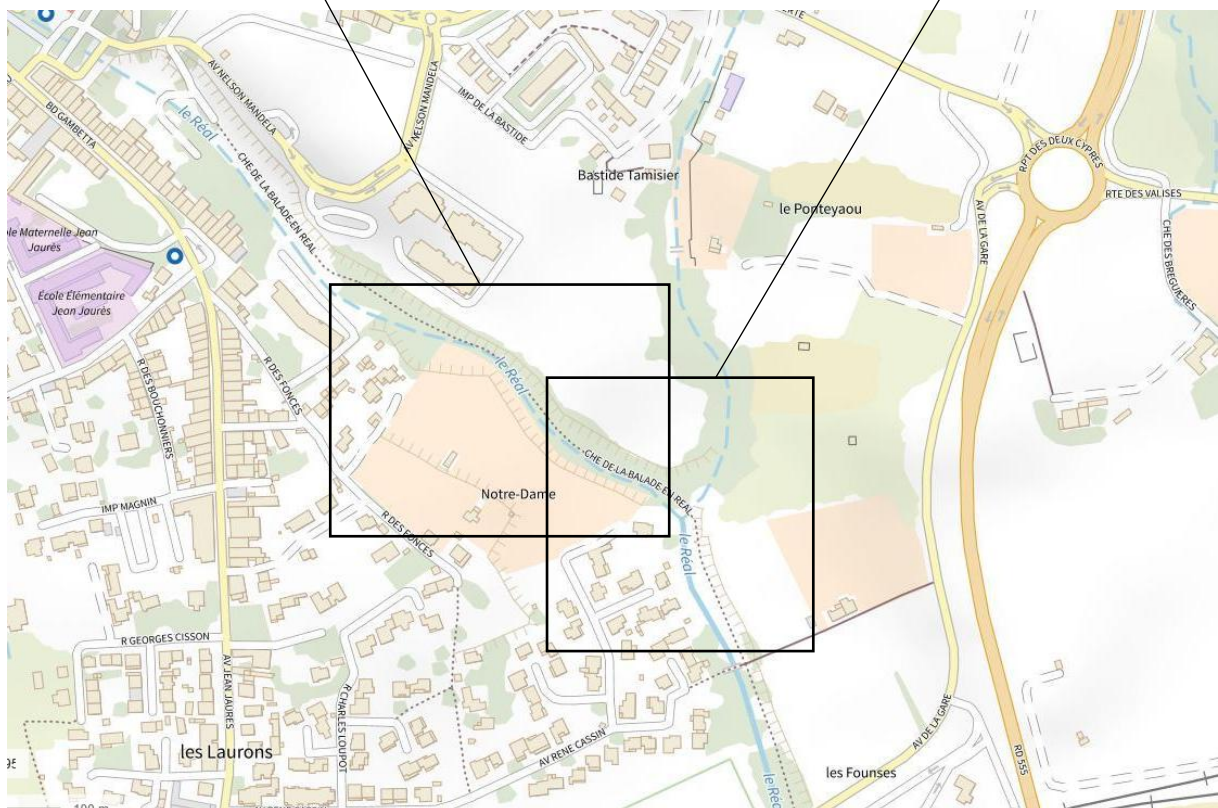 ERTE
AV NELSON MANDELA
AV NELSON MANDELA
IMP DE LA BASTIDE
BD GAMBETTA
le Réal
CHE DE LA BALADE EN REAL
RPT DES DEUX CYPRES
Bastide Tamisier
le Ponteyaou
RTE DES VALISES
AV DE LA GARE
CHE DES BREGUIERES
ole Maternelle Jean
Jaurès
École Élémentaire
Jean Jaurès
R DES FONCES
R DES BOUCHONNIERS
le Réal
CHE DE LA BALADE EN REAL
Notre-Dame
IMP MAGNIN
R DES FONCES
le Réal
R GEORGES CISSON
AV JEAN JAURES
R CHARLES LOUPOT
AV RENE CASSIN
les Laurons
AV DE LA GARE
RD 555
les Founses
le Réa
100 m